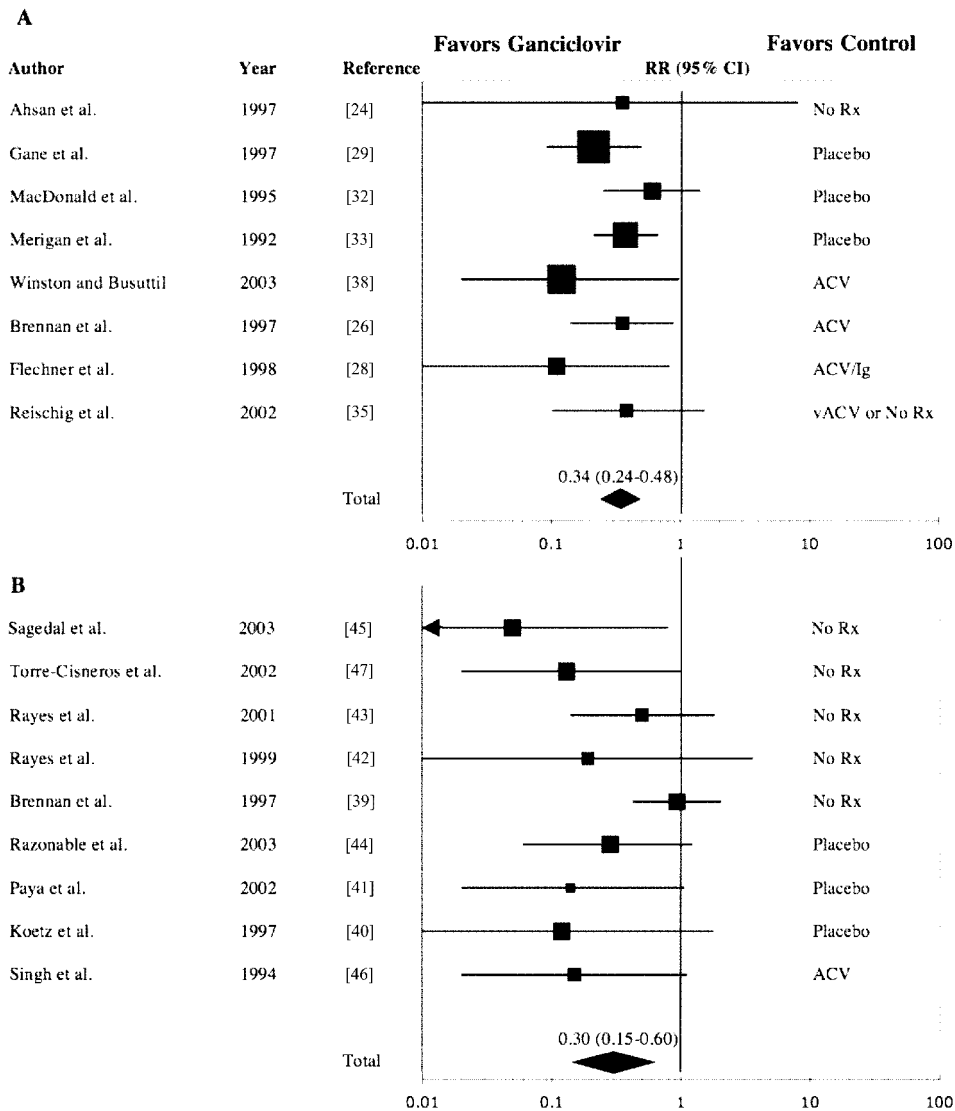 A
Favors Ganciclovir Favors Control
Author Year Reference RR (95% CI)
Ahsan et al. 1997 [24] No Rx
Gane et al. 1997 [29] Placebo
MacDonald et al. 1995 [32] Placebo
Merigan et al. 1992 [33] Placebo
Winston and Busuttil 2003 [38] ACV
Brennan et al. 1997 [26] ACV
Flechner et al. 1998 [28] ACV/Ig
Reischig et al. 2002 [35] vACV or No Rx
0.34 (0.24-0.48)
Total
0.01 0.1 1 10 100
B
Sagedal et al. 2003 [45] No Rx
Torre-Cisneros et al. 2002 [47] No Rx
Rayes et al. 2001 [43] No Rx
Rayes et al. 1999 [42] No Rx
Brennan et al. 1997 [39] No Rx
Razonable et al. 2003 [44] Placebo
Paya et al. 2002 [41] Placebo
Koetz et al. 1997 [40] Placebo
Singh et al. 1994 [46] ACV
0.30 (0.15-0.60)
Total
0.01 0.1 1 10 100